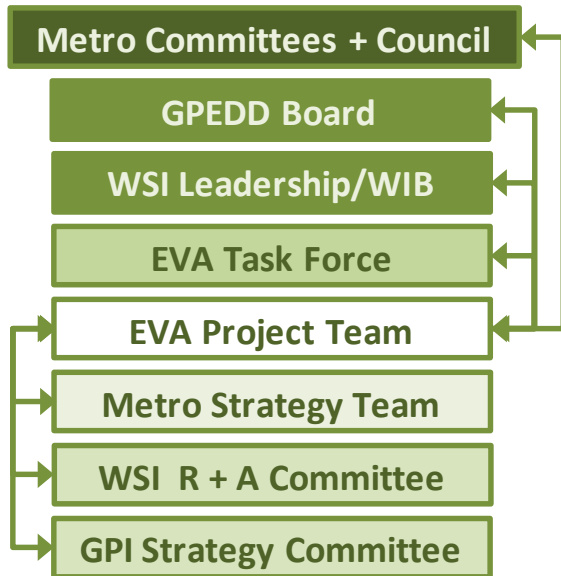 Metro Committees + Council
GPEDD Board
WSI Leadership/WIB
EVA Task Force
EVA Project Team
Metro Strategy Team
WSI R + A Committee
GPI Strategy Committee